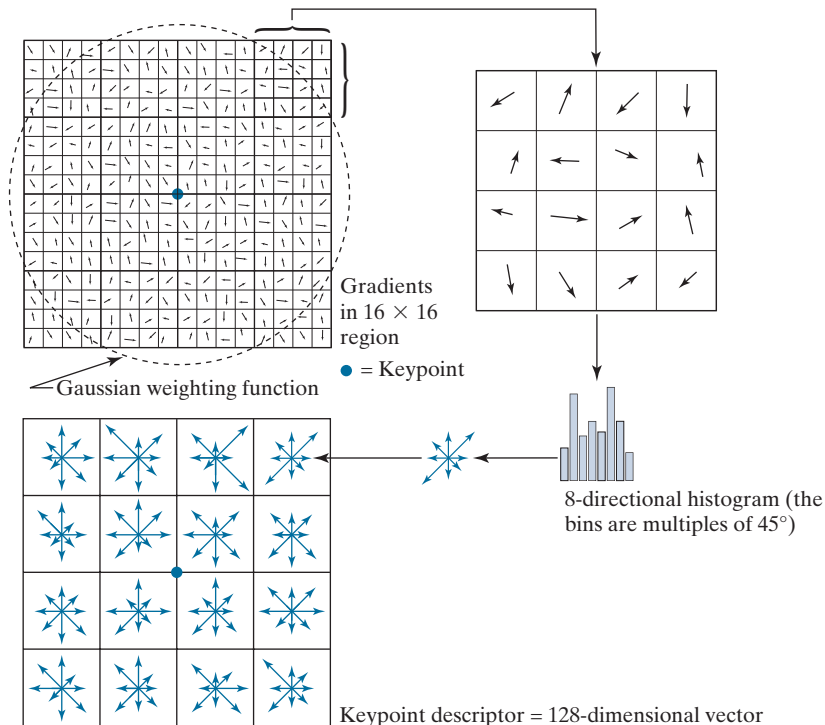 Gradients
in 16 × 16
region
= Keypoint
Gaussian weighting function
8-directional histogram (the
bins are multiples of 45°)
Keypoint descriptor = 128-dimensional vector